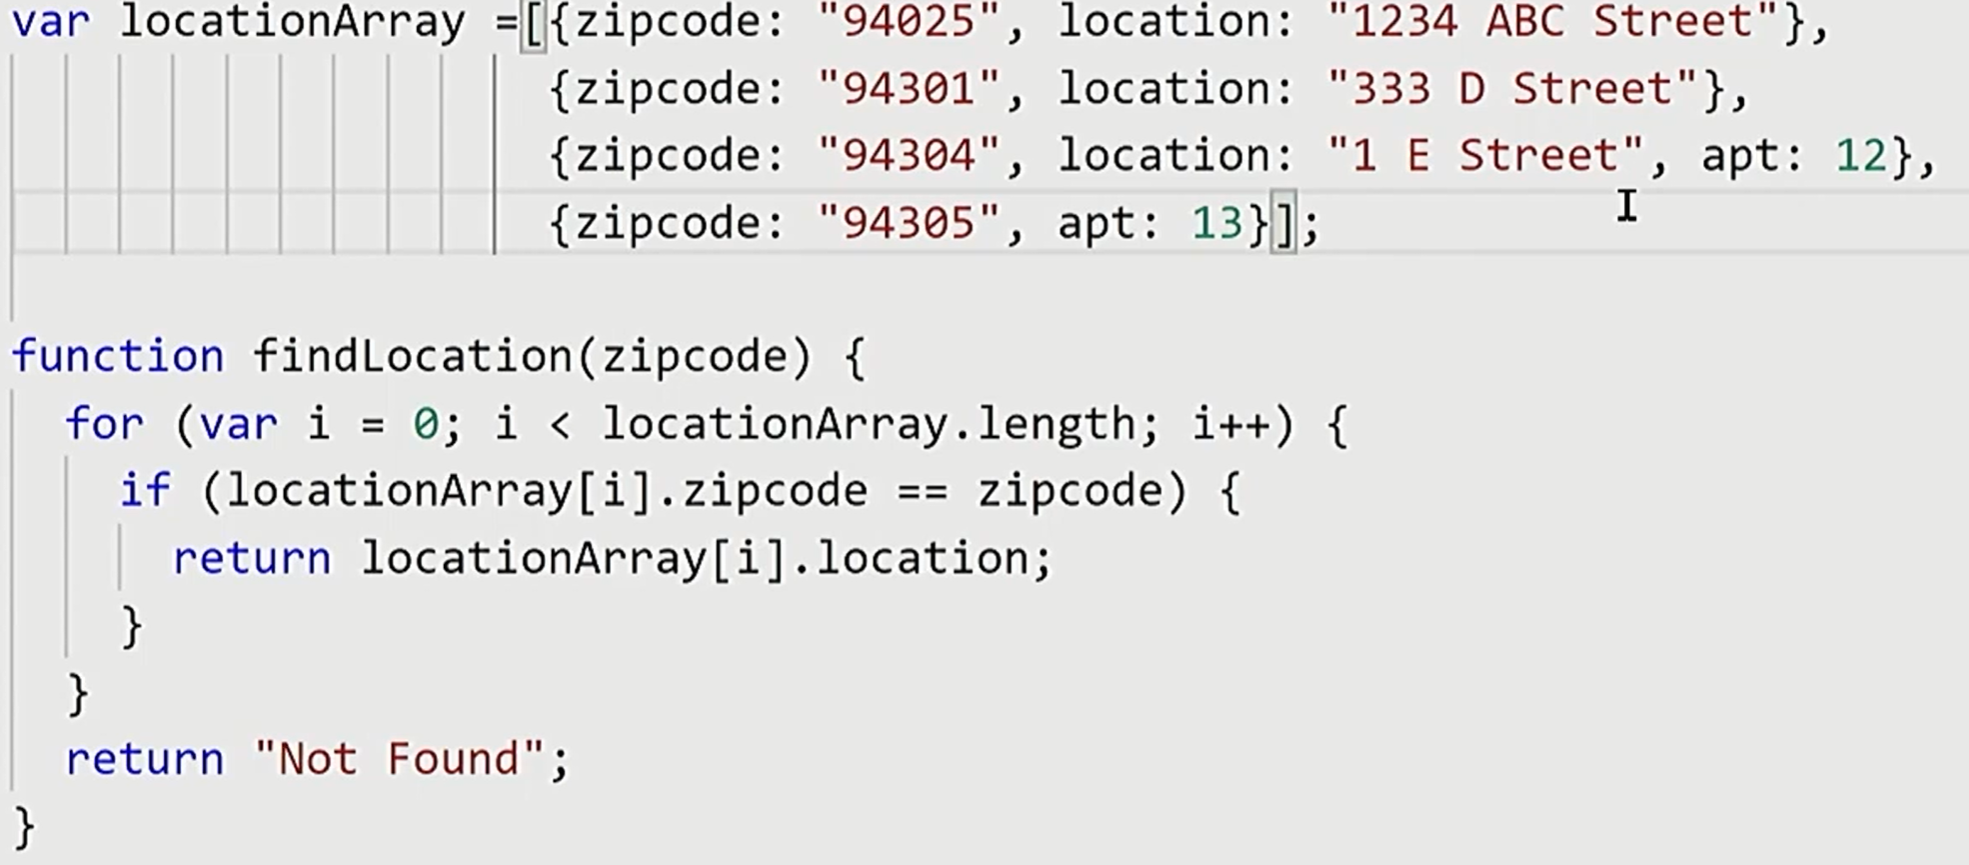 var locationArray =[{zipcode: "94025", location: "1234 ABC Street"},
{zipcode: "94301", location: "333 D Street"},
{zipcode: "94304", location: "1 E Street", apt: 12},
{zipcode: "94305", apt: 13}];
function findLocation(zipcode) {
for (var i = 0; i < locationArray.length; i++) {
if (locationArray[i].zipcode == zipcode) {
return locationArray[i].location;
}
}
return "Not Found";
}